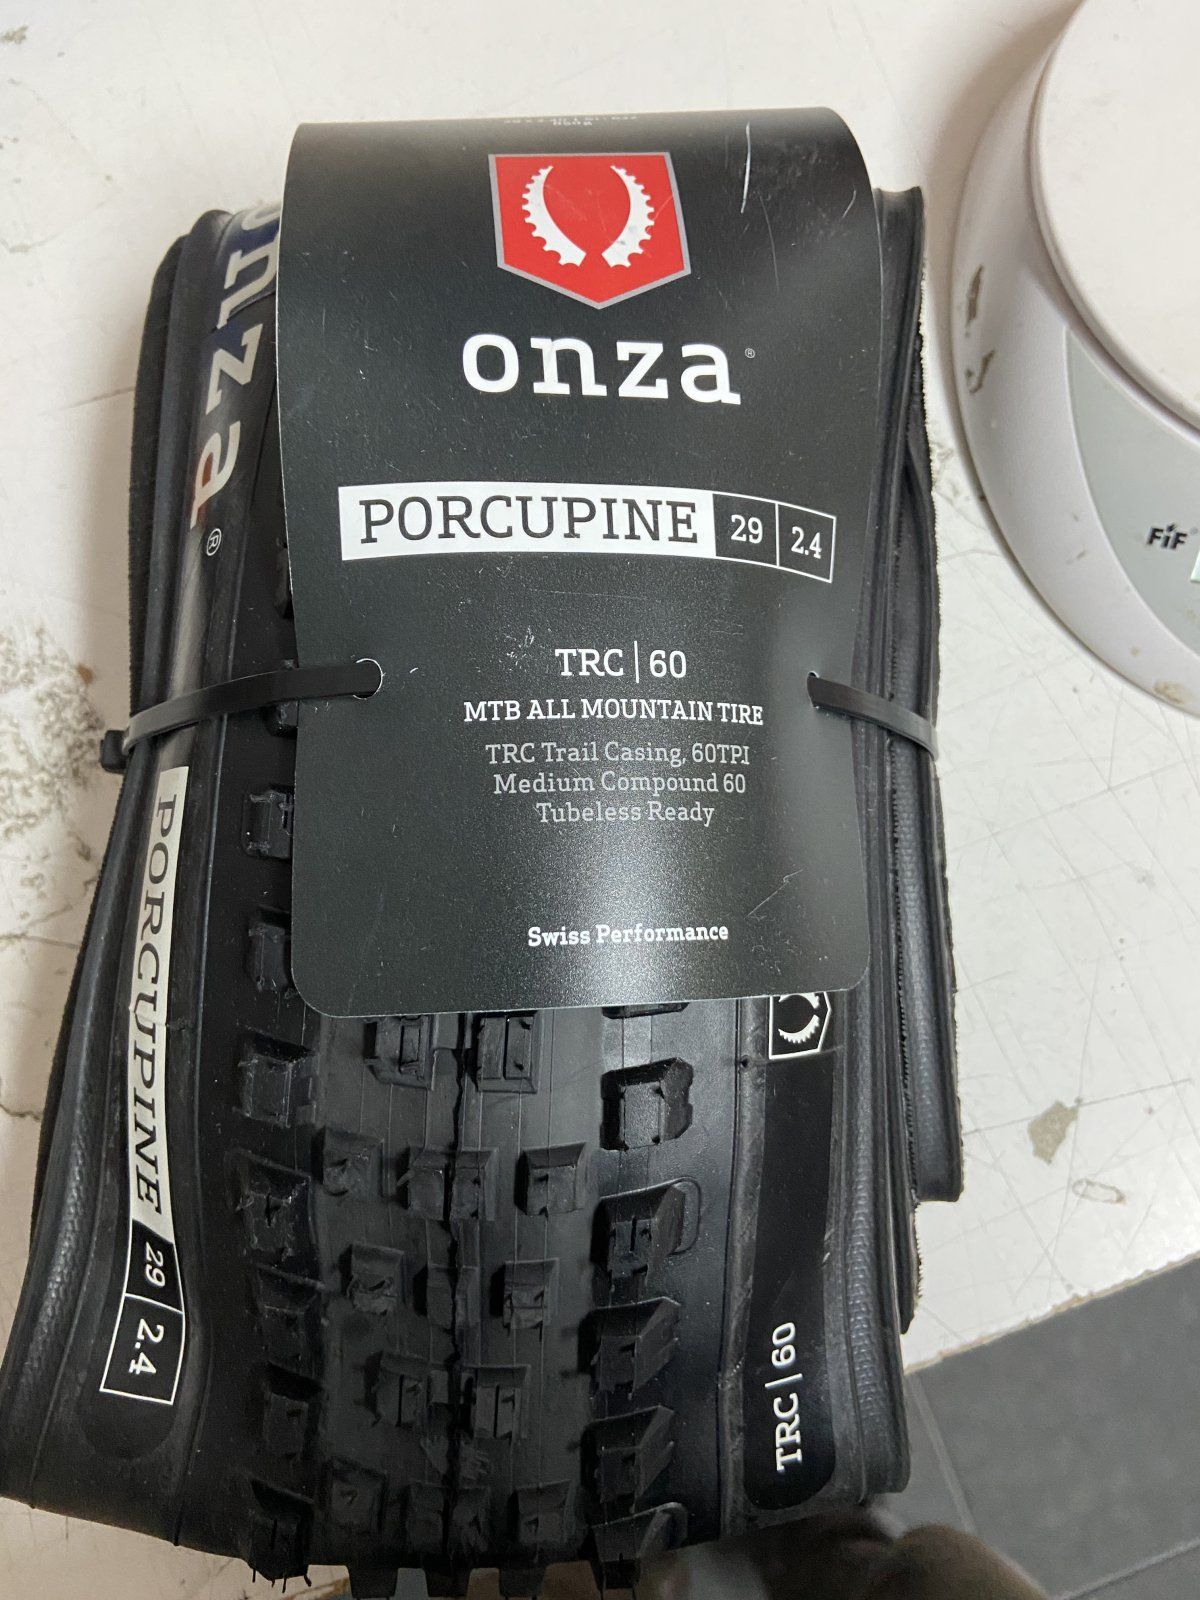 onza®
PORCUPINE 29 2.4
TRC | 60
MTB ALL MOUNTAIN TIRE
TRC Trail Casing, 60TPI
Medium Compound 60
Tubeless Ready
Swiss Performance
onza®
PORCUPINE 29 2.4
TRC | 60
FiF